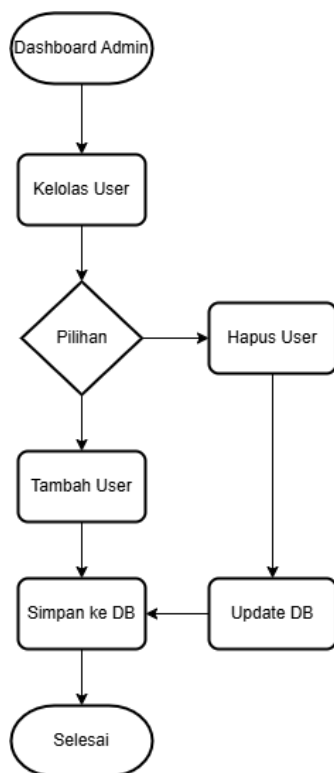 Dashboard Admin
Kelolas User
Pilihan
Hapus User
Tambah User
Simpan ke DB
Update DB
Selesai